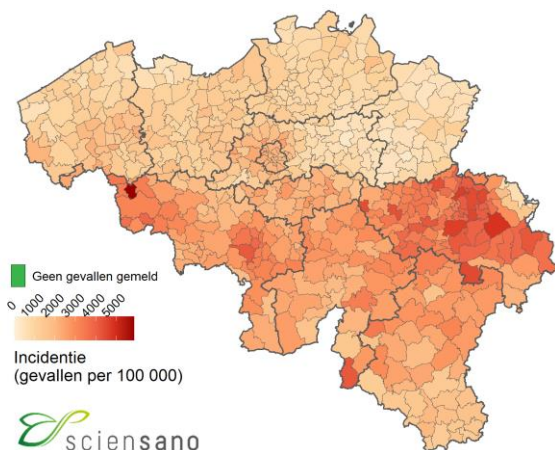 Geen gevallen gemeld
0 1000 2000 3000 4000 5000
Incidentie
(gevallen per 100 000)
sciensano